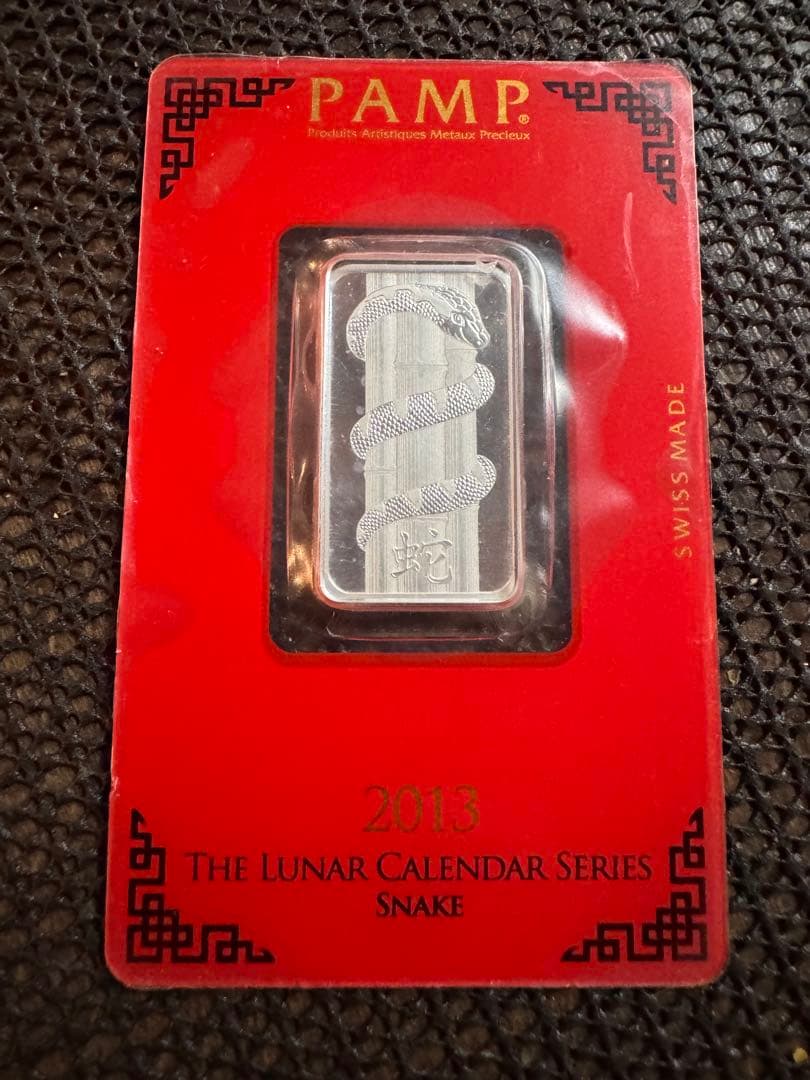 PAMP®
Produits Artistiques Metaux Precieux
蛇
SWISS MADE
2013
THE LUNAR CALENDAR SERIES
SNAKE